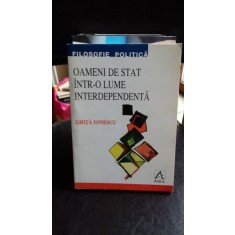 FILOSOFIE POLITICĂ
OAMENI DE STAT
ÎNTR-O LUME
INTERDEPENDENTĂ
GHIȚĂ IONESCU